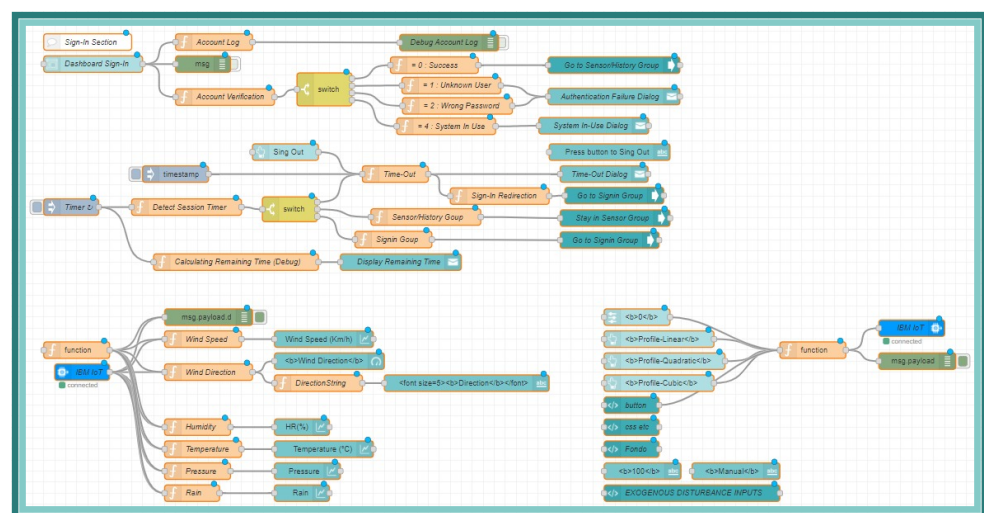 Sign-In Section
Account Log
Debug Account Log
Dashboard Sign-In
msg
= 0 : Success
Go to Sensor/History Group
Account Verification
switch
= 1 : Unknown User
= 2 : Wrong Password
Authentication Failure Dialog
= 4 : System In Use
System In-Use Dialog
Sing Out
Press button to Sing Out
abc
timestamp
Time-Out
Time-Out Dialog
Sign-In Redirection
Go to Signin Group
Timer ↻
Detect Session Timer
switch
Sensor/History Goup
Stay in Sensor Group
Signin Goup
Go to Signin Group
Calculating Remaining Time (Debug)
Display Remaining Time
msg.payload.d
<b>0</b>
Wind Speed
Wind Speed (Km/h)
<b>Profile-Linear</b>
IBM IoT
connected
function
<b>Wind Direction</b>
<b>Profile-Quadratic</b>
function
msg.payload
IBM IoT
connected
Wind Direction
DirectionString
<font size=5><b>Direction</b></font>
abc
<b>Profile-Cubic</b>
button
Humidity
HR(%)
css etc
Temperature
Temperature (°C)
Fondo
Pressure
Pressure
<b>100</b>
abc
<b>Manual</b>
abc
Rain
Rain
EXOGENOUS DISTURBANCE INPUTS